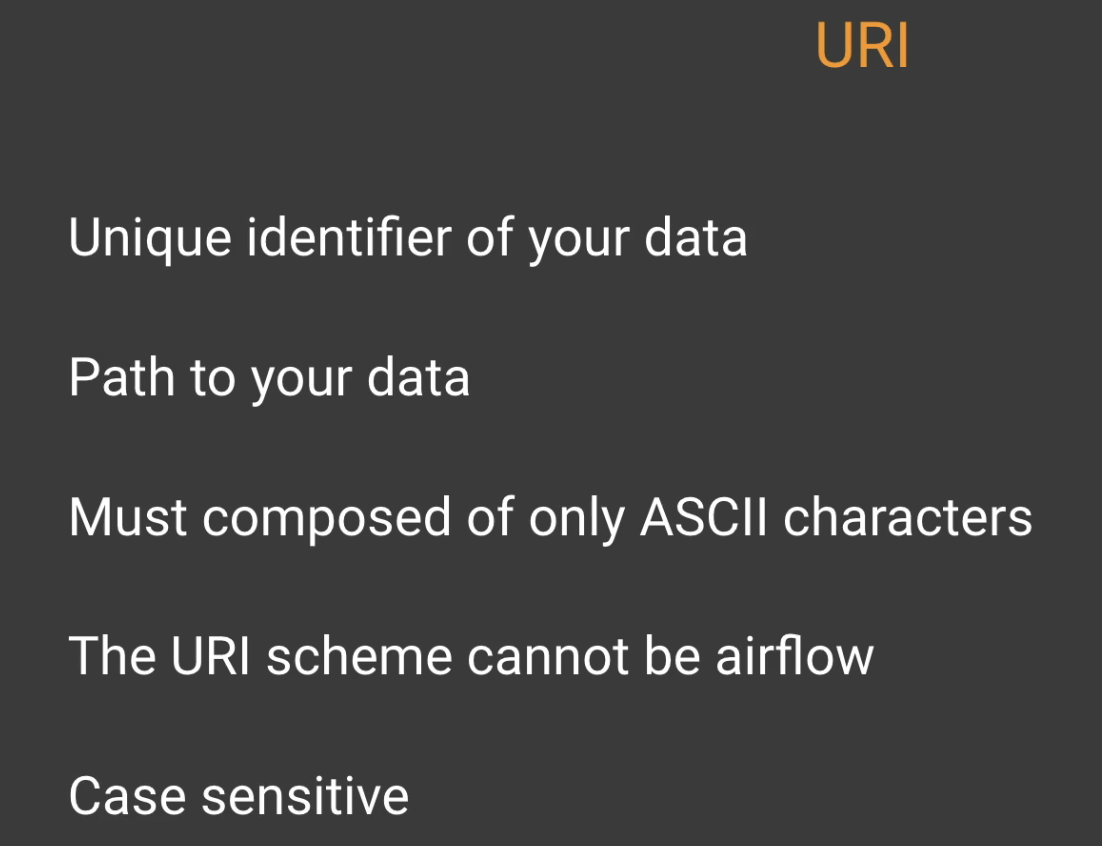 URI
Unique identifier of your data
Path to your data
Must composed of only ASCII characters
The URI scheme cannot be airflow
Case sensitive